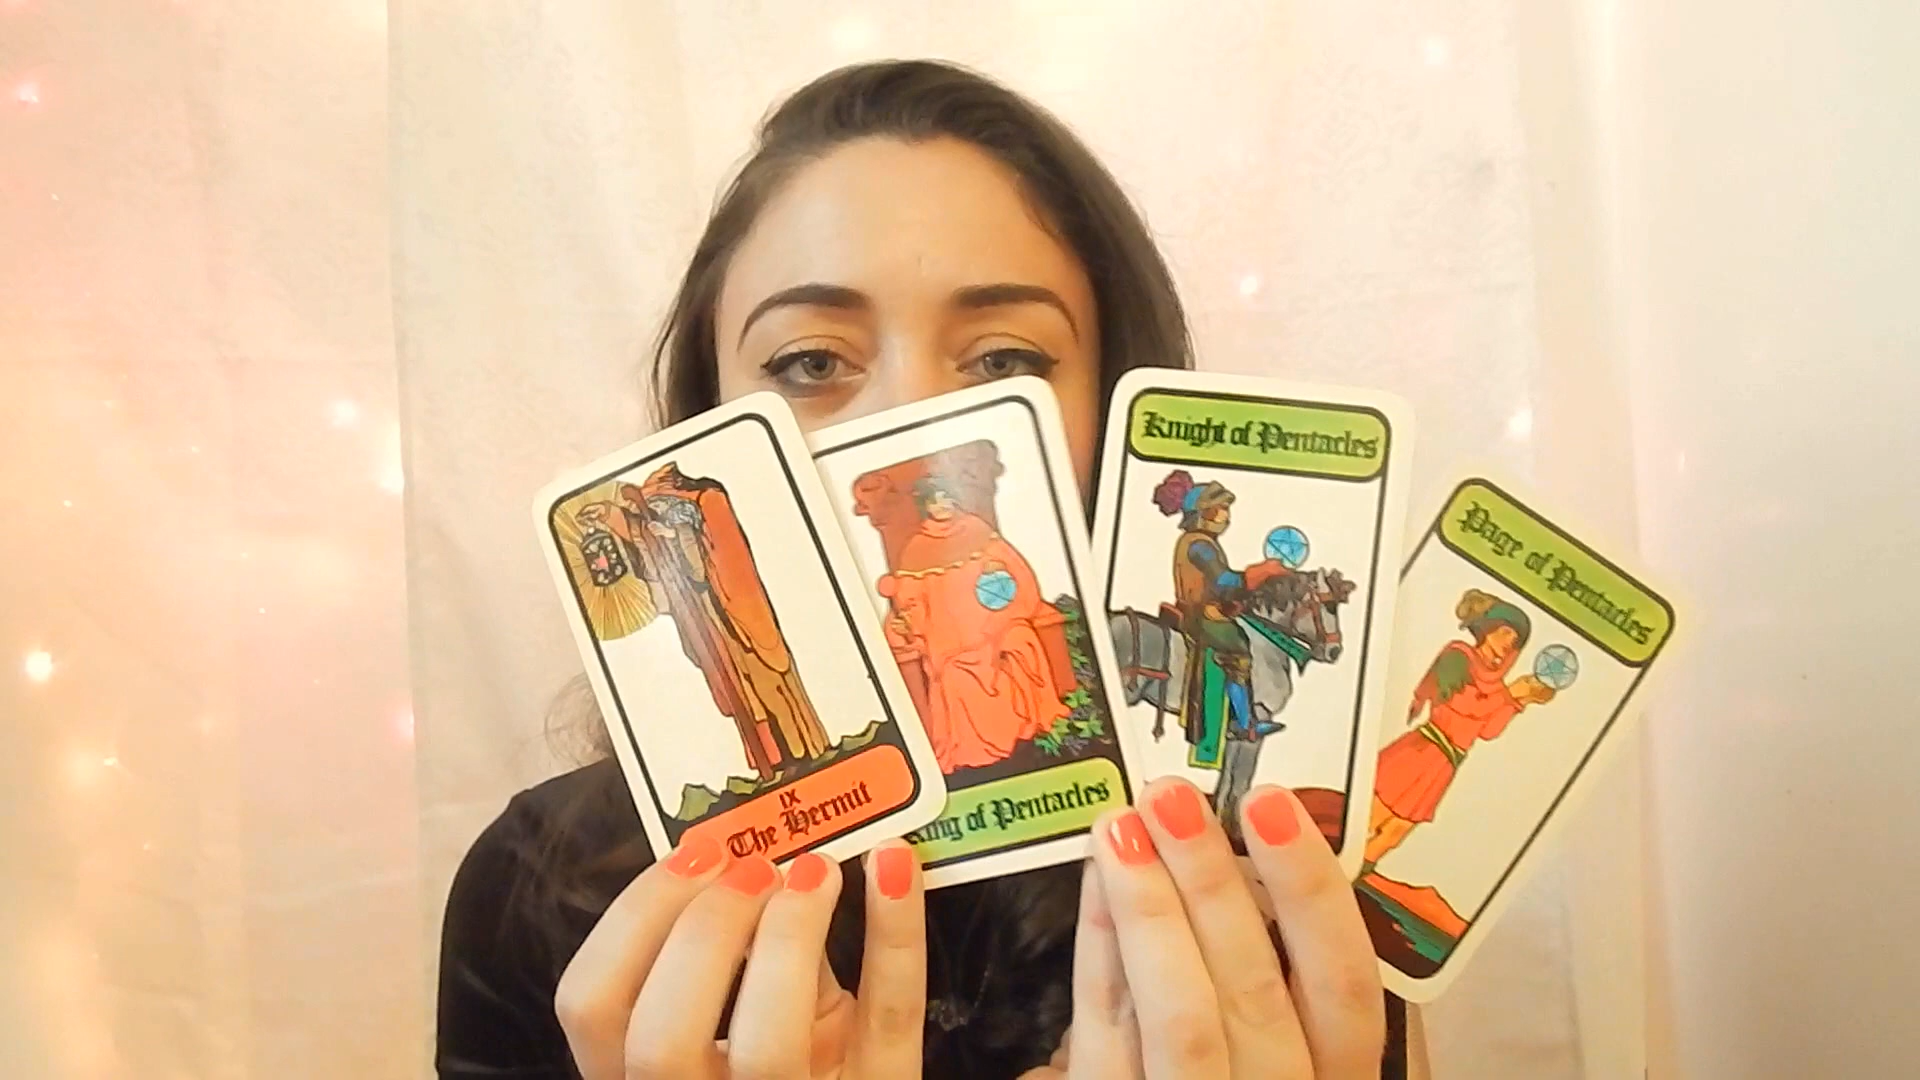 IX
The Hermit
King of Pentacles
Knight of Pentacles
Page of Pentacles